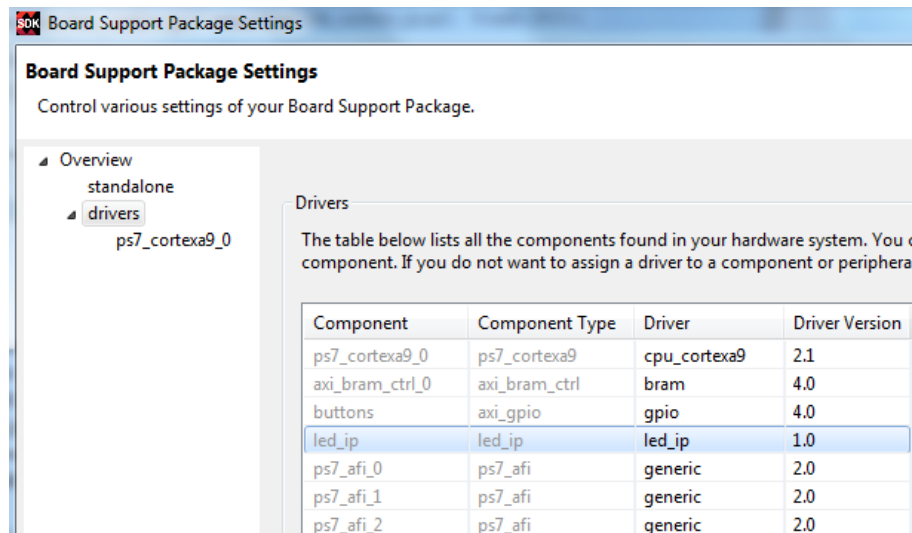 SDK Board Support Package Settings
Board Support Package Settings
Control various settings of your Board Support Package.
Overview
standalone
drivers
ps7_cortexa9_0
Drivers
The table below lists all the components found in your hardware system. You
component. If you do not want to assign a driver to a component or periphera
Component Component Type Driver Driver Version
ps7_cortexa9_0 ps7_cortexa9 cpu_cortexa9 2.1
axi_bram_ctrl_0 axi_bram_ctrl bram 4.0
buttons axi_gpio gpio 4.0
led_ip led_ip led_ip 1.0
ps7_afi_0 ps7_afi generic 2.0
ps7_afi_1 ps7_afi generic 2.0
ps7_afi_2 ps7_afi generic 2.0